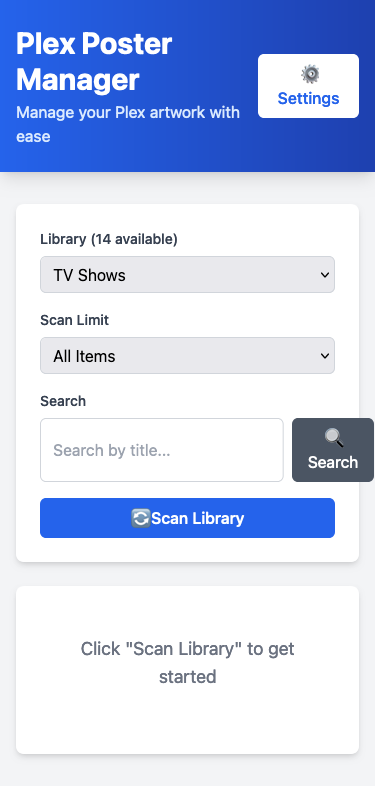 Plex Poster
Manager
Manage your Plex artwork with
ease
Settings
Library (14 available)
TV Shows
Scan Limit
All Items
Search
Search by title...
Search
Scan Library
Click "Scan Library" to get
started